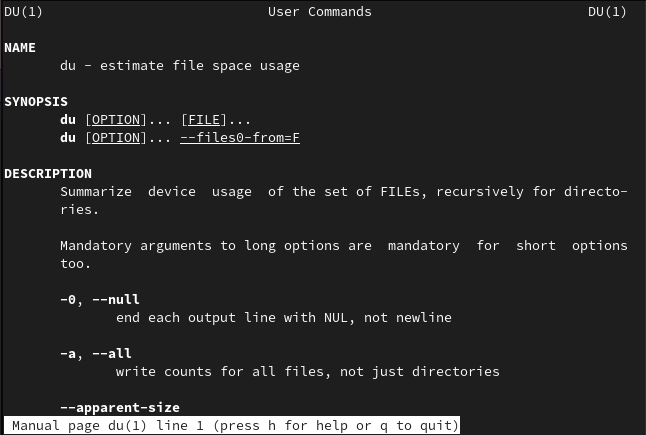 DU(1) User Commands DU(1)
NAME
du - estimate file space usage
SYNOPSIS
du [OPTION]... [FILE]...
du [OPTION]... --files0-from=F
DESCRIPTION
Summarize device usage of the set of FILEs, recursively for directo-
ries.
Mandatory arguments to long options are mandatory for short options
too.
-0, --null
end each output line with NUL, not newline
-a, --all
write counts for all files, not just directories
--apparent-size
Manual page du(1) line 1 (press h for help or q to quit)